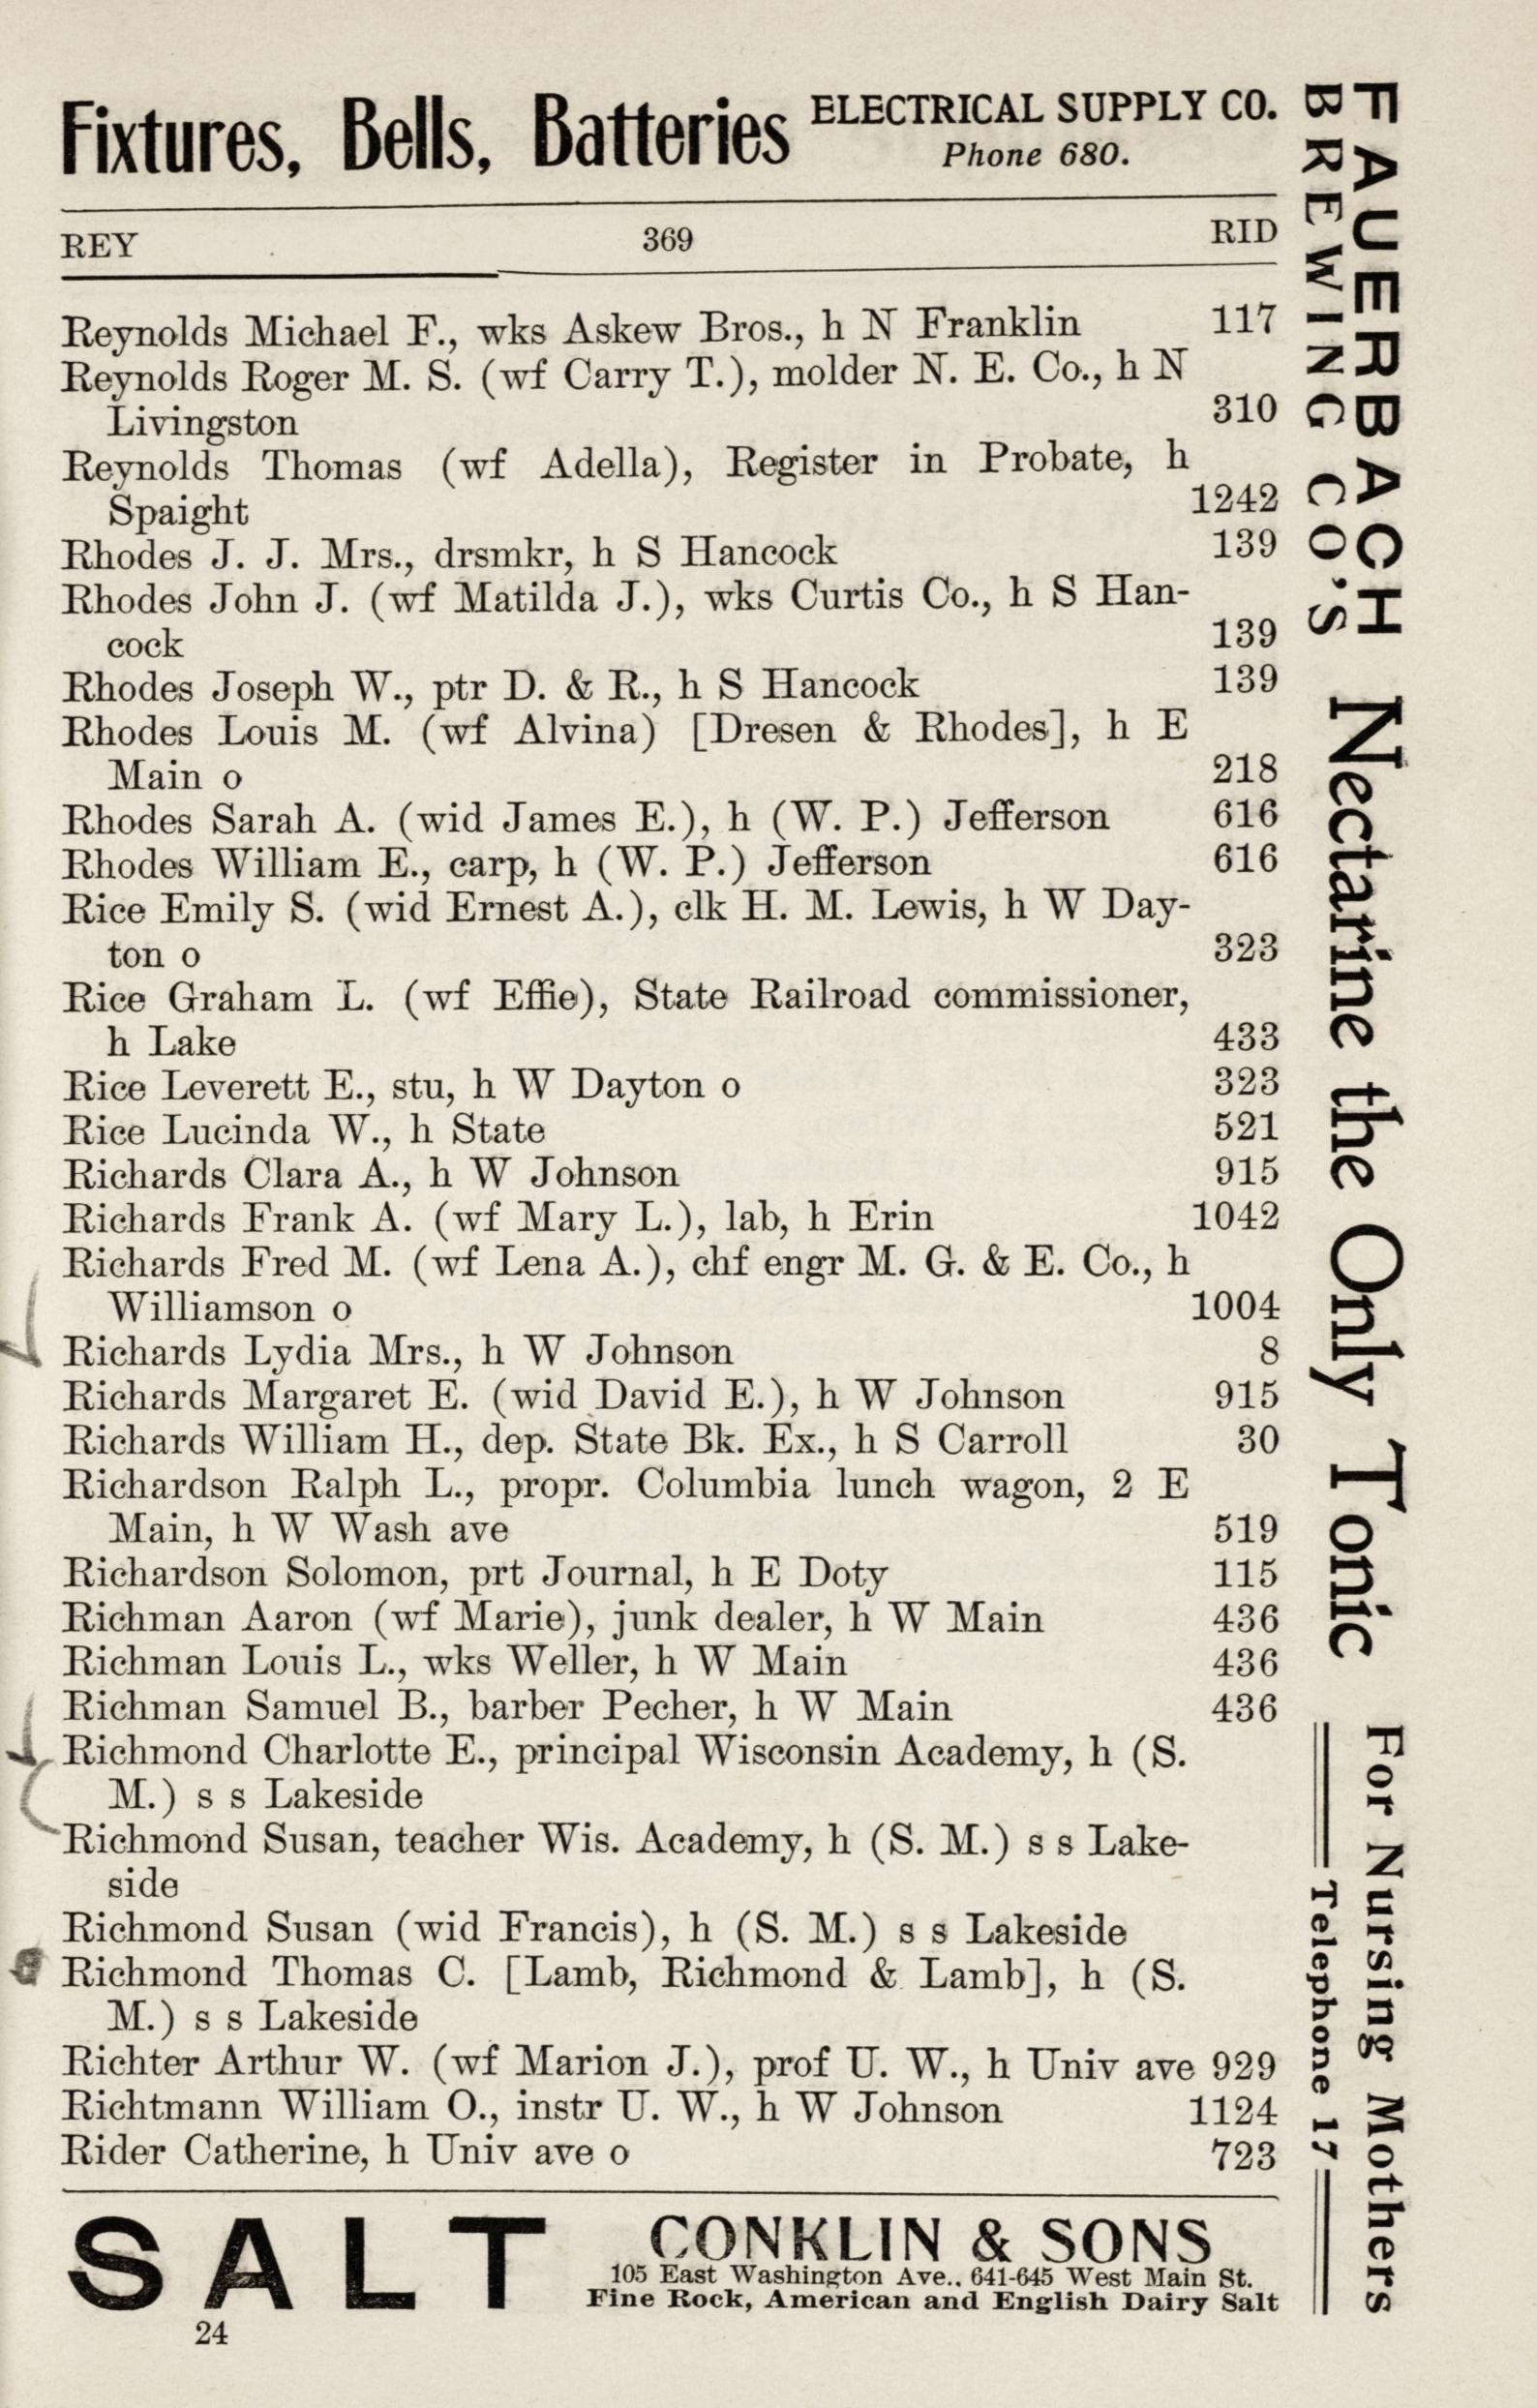 Fixtures, Bells, Batteries ELECTRICAL SUPPLY CO.
Phone 680.
REY 369 RID
Reynolds Michael F., wks Askew Bros., h N Franklin 117
Reynolds Roger M. S. (wf Carry T.), molder N. E. Co., h N
Livingston 310
Reynolds Thomas (wf Adella), Register in Probate, h
Spaight 1242
Rhodes J. J. Mrs., drsmkr, h S Hancock 139
Rhodes John J. (wf Matilda J.), wks Curtis Co., h S Han-
cock 139
Rhodes Joseph W., ptr D. & R., h S Hancock 139
Rhodes Louis M. (wf Alvina) [Dresen & Rhodes], h E
Main o 218
Rhodes Sarah A. (wid James E.), h (W. P.) Jefferson 616
Rhodes William E., carp, h (W. P.) Jefferson 616
Rice Emily S. (wid Ernest A.), clk H. M. Lewis, h W Day-
ton o 323
Rice Graham L. (wf Effie), State Railroad commissioner,
h Lake 433
Rice Leverett E., stu, h W Dayton o 323
Rice Lucinda W., h State 521
Richards Clara A., h W Johnson 915
Richards Frank A. (wf Mary L.), lab, h Erin 1042
Richards Fred M. (wf Lena A.), chf engr M. G. & E. Co., h
Williamson o 1004
Richards Lydia Mrs., h W Johnson 8
Richards Margaret E. (wid David E.), h W Johnson 915
Richards William H., dep. State Bk. Ex., h S Carroll 30
Richardson Ralph L., propr. Columbia lunch wagon, 2 E
Main, h W Wash ave 519
Richardson Solomon, prt Journal, h E Doty 115
Richman Aaron (wf Marie), junk dealer, h W Main 436
Richman Louis L., wks Weller, h W Main 436
Richman Samuel B., barber Pecher, h W Main 436
Richmond Charlotte E., principal Wisconsin Academy, h (S.
M.) s s Lakeside
Richmond Susan, teacher Wis. Academy, h (S. M.) s s Lake-
side
Richmond Susan (wid Francis), h (S. M.) s s Lakeside
Richmond Thomas C. [Lamb, Richmond & Lamb], h (S.
M.) s s Lakeside
Richter Arthur W. (wf Marion J.), prof U. W., h Univ ave 929
Richtmann William O., instr U. W., h W Johnson 1124
Rider Catherine, h Univ ave o 723
SALT CONKLIN & SONS
105 East Washington Ave., 641-645 West Main St.
Fine Rock, American and English Dairy Salt
24
FAUERBACH
BREWING CO.'S
Nectarine the Only Tonic
For Nursing Mothers
Telephone 17